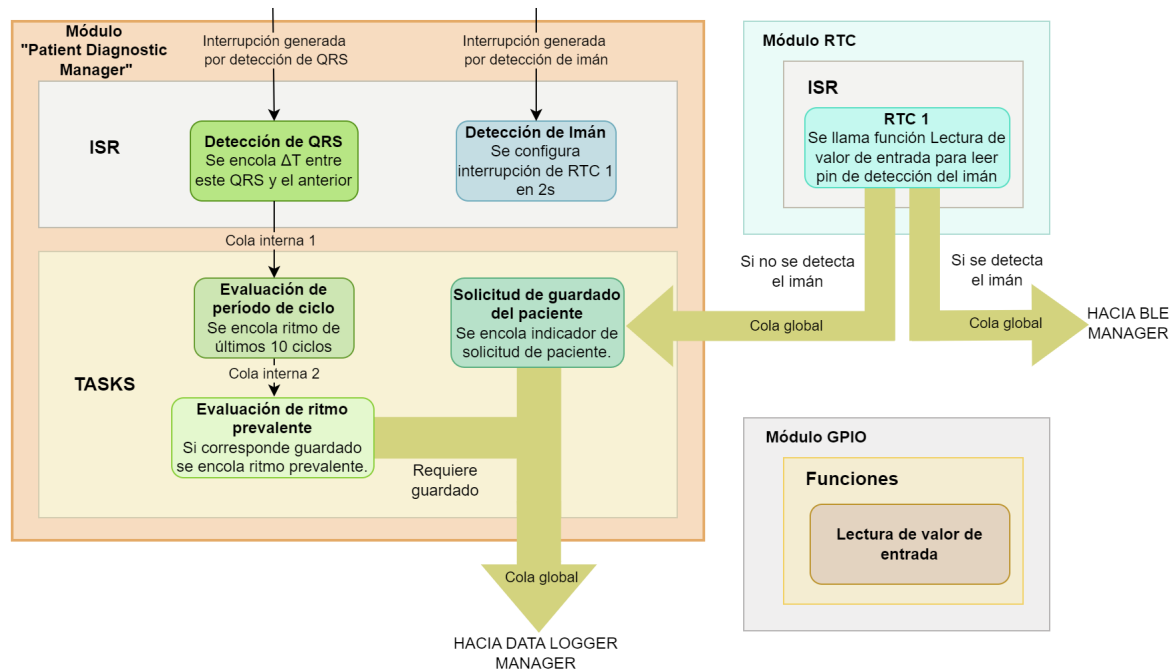 Módulo
"Patient Diagnostic
Manager"
Interrupción generada
por detección de QRS
Interrupción generada
por detección de imán
ISR
Detección de QRS
Se encola ΔT entre
este QRS y el anterior
Detección de Imán
Se configura
interrupción de RTC 1
en 2s
Cola interna 1
TASKS
Evaluación de
período de ciclo
Se encola ritmo de
últimos 10 ciclos
Cola interna 2
Evaluación de ritmo
prevalente
Si corresponde guardado
se encola ritmo prevalente.
Solicitud de guardado
del paciente
Se encola indicador de
solicitud de paciente.
Requiere
guardado
Cola global
HACIA DATA LOGGER
MANAGER
Módulo RTC
ISR
RTC 1
Se llama función Lectura de
valor de entrada para leer
pin de detección del imán
Si no se detecta
el imán
Si se detecta
el imán
Cola global
Cola global
HACIA BLE
MANAGER
Módulo GPIO
Funciones
Lectura de valor de
entrada